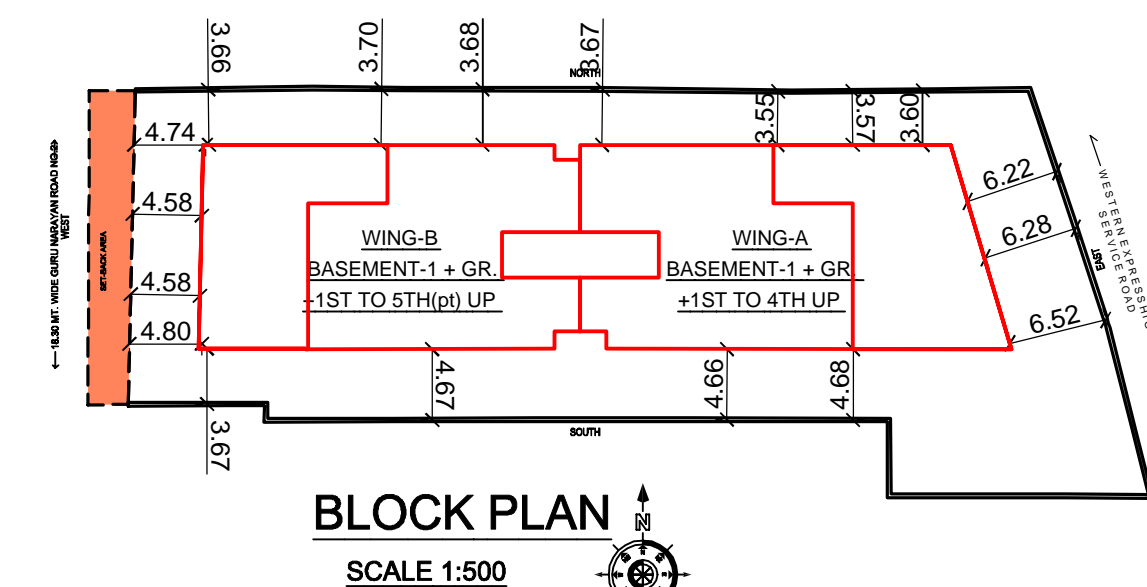 3.66
3.70
3.68
3.67
NORTH
3.55
3.57
3.60
4.74
4.58
4.58
4.80
6.22
6.28
6.52
18.30 MT. WIDE GURU NARAYAN ROAD NO.2
WEST
SET-BACK AREA
WING-B
BASEMENT-1 + GR.
+1ST TO 5TH(pt) UP
WING-A
BASEMENT-1 + GR.
+1ST TO 4TH UP
EAST
WESTERN EXPRESSHIG
SERVICE ROAD
3.67
4.67
4.66
4.68
SOUTH
BLOCK PLAN
SCALE 1:500
N